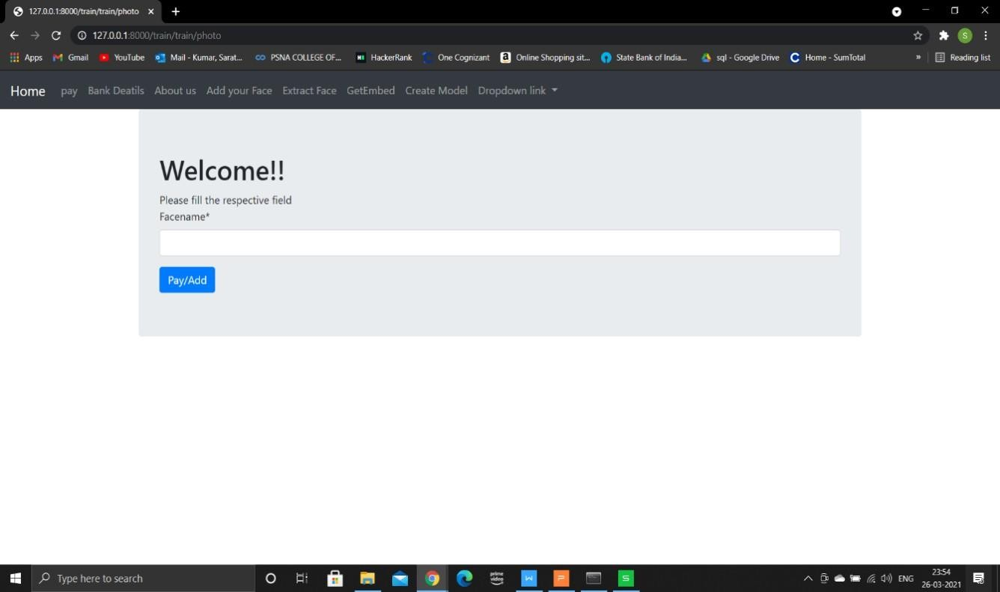 127.0.0.1:8000/train/train/photo
127.0.0.1:8000/train/train/photo
Apps Gmail YouTube Mail - Kumar, Sarat... PSNA COLLEGE OF... HackerRank One Cognizant Online Shopping sit... State Bank of India... sql - Google Drive Home - SumTotal » Reading list
Home pay Bank Deatils About us Add your Face Extract Face GetEmbed Create Model Dropdown link
Welcome!!
Please fill the respective field
Facename*
Pay/Add
Type here to search prime video W P S ENG 23:54
26-03-2021